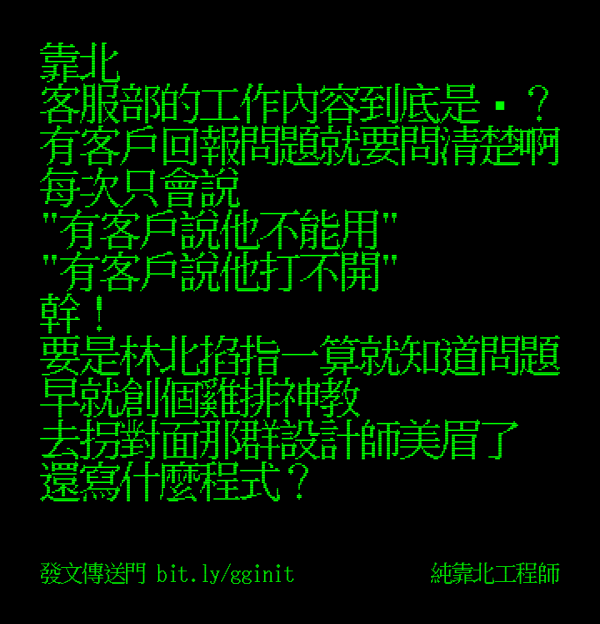 靠北
客服部的工作內容到底是▪？
有客戶回報問題就要問清楚啊
每次只會說
"有客戶說他不能用"
"有客戶說他打不開"
幹！
要是林北掐指一算就知道問題
早就創個雞排神教
去拐對面那群設計師美眉了
還寫什麼程式？
發文傳送門 bit.ly/gginit
純靠北工程師